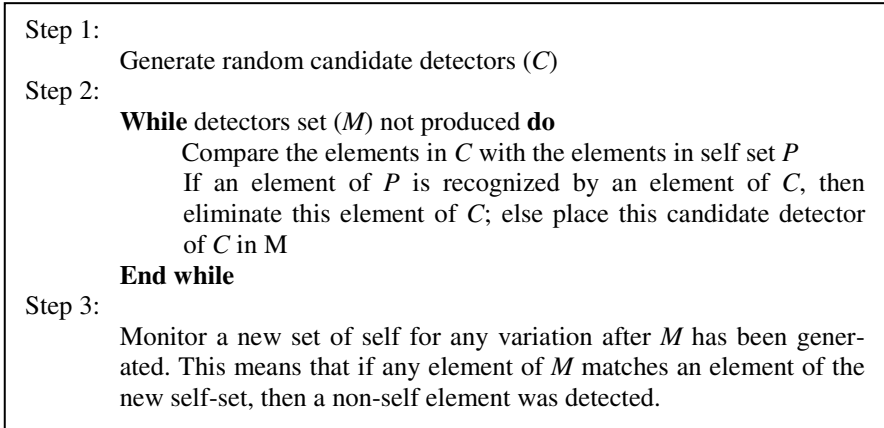 Step 1:
Generate random candidate detectors (C)
Step 2:
While detectors set (M) not produced do
Compare the elements in C with the elements in self set P
If an element of P is recognized by an element of C, then
eliminate this element of C; else place this candidate detector
of C in M
End while
Step 3:
Monitor a new set of self for any variation after M has been gener-
ated. This means that if any element of M matches an element of the
new self-set, then a non-self element was detected.